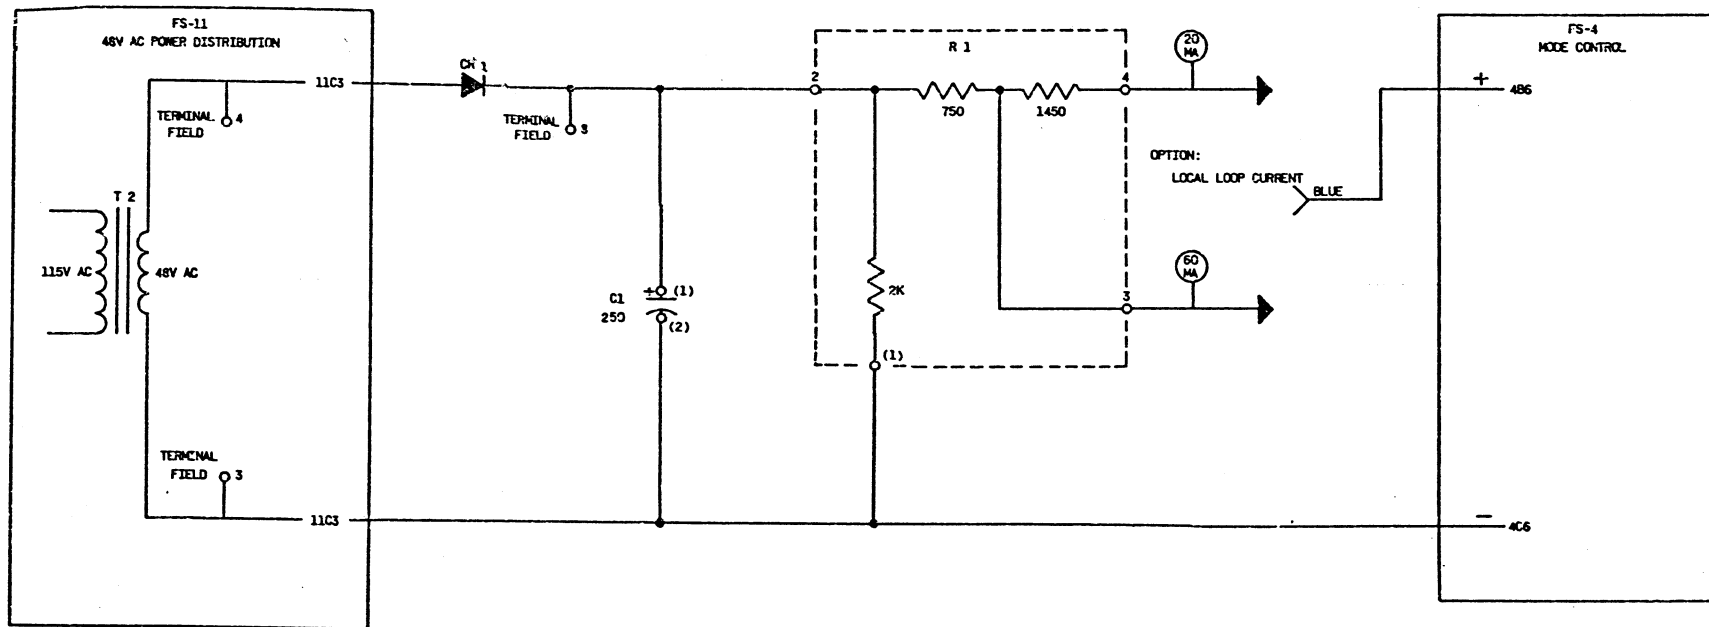 FS-11
48V AC POWER DISTRIBUTION
11C3
TERMINAL 4
FIELD
T 2
115V AC
48V AC
TERMINAL
FIELD 3
11C3
CR 1
TERMINAL 3
FIELD
+ (1)
C1
250
(2)
R 1
2
750
1450
4
2K
(1)
3
20
MA
OPTION:
LOCAL LOOP CURRENT
BLUE
60
MA
FS-4
MODE CONTROL
+
4B6
-
4C6